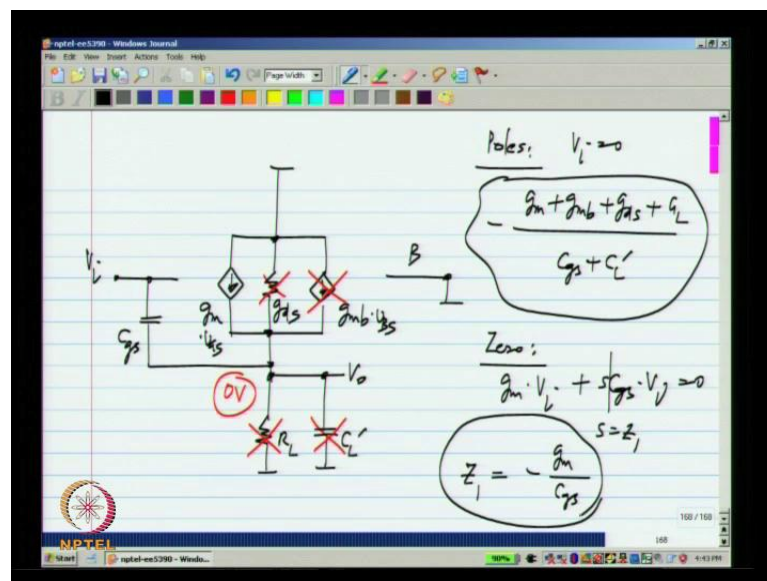 nptel-ee5390 - Windows Journal
File Edit View Insert Actions Tools Help
Page Width
B I
Poles: Vi=0
- gm+gmb+gds+GL
Cgs+CL'
Vi
Cgs
gm
·vgs
gds
gmb·vBS
B
0V
Vo
RL
CL'
Zero:
gm·Vi + sCgs·Vi =0
s=z1
z1 = - gm
Cgs
168 / 168
168
NPTEL
Start
nptel-ee5390 - Windo...
90%
4:43 PM